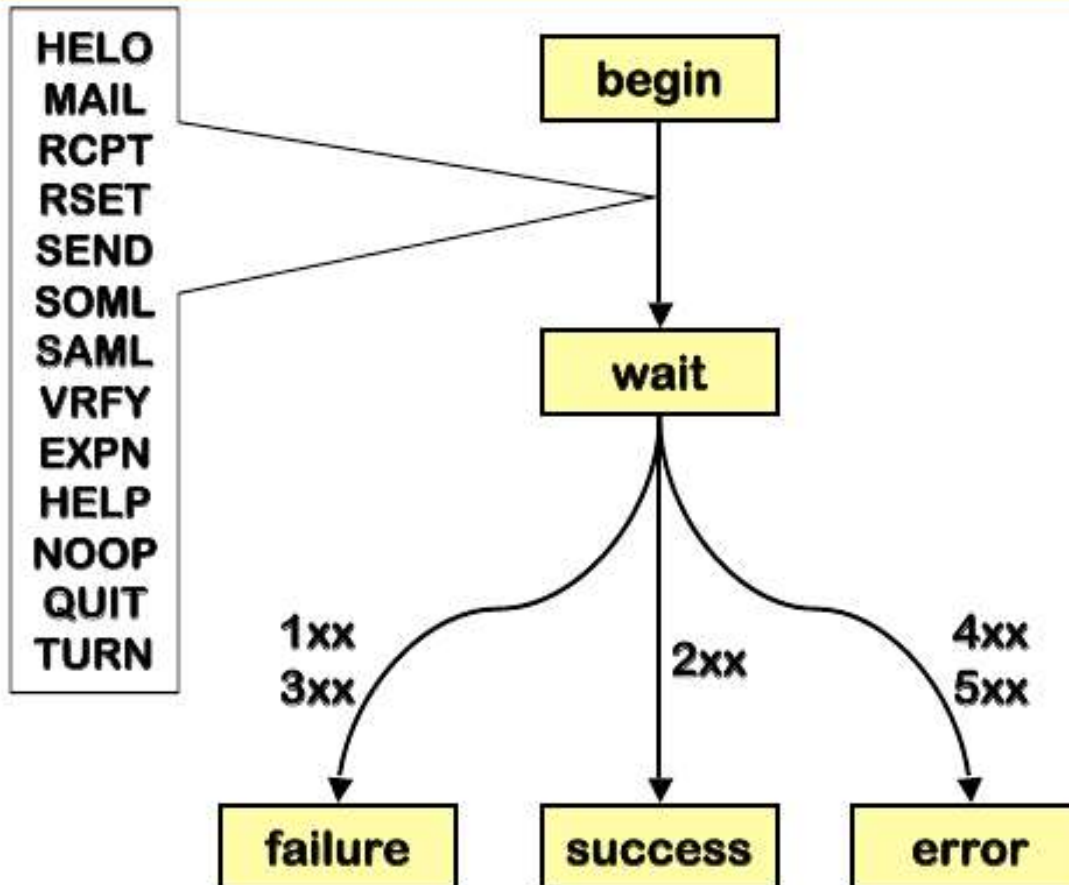 HELO
MAIL
RCPT
RSET
SEND
SOML
SAML
VRFY
EXPN
HELP
NOOP
QUIT
TURN
begin
wait
1xx
3xx
2xx
4xx
5xx
failure
success
error